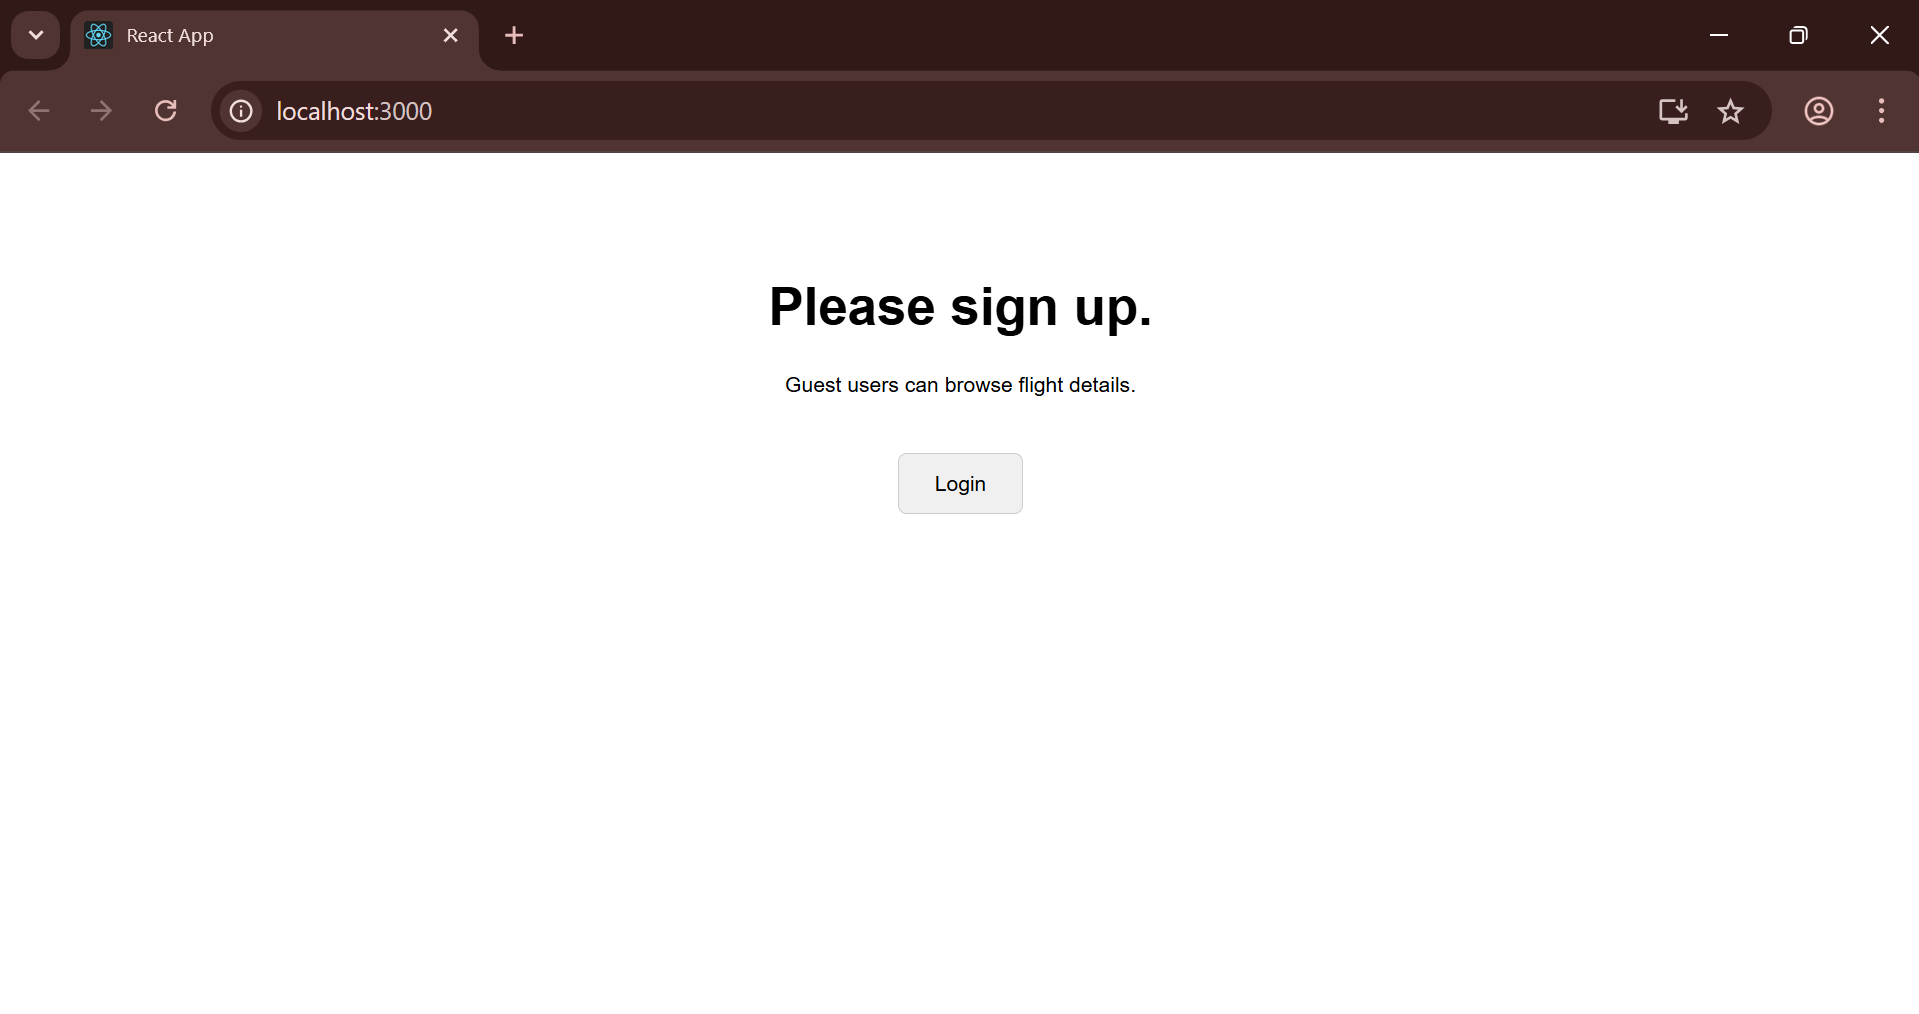 React App
localhost:3000
Please sign up.
Guest users can browse flight details.
Login